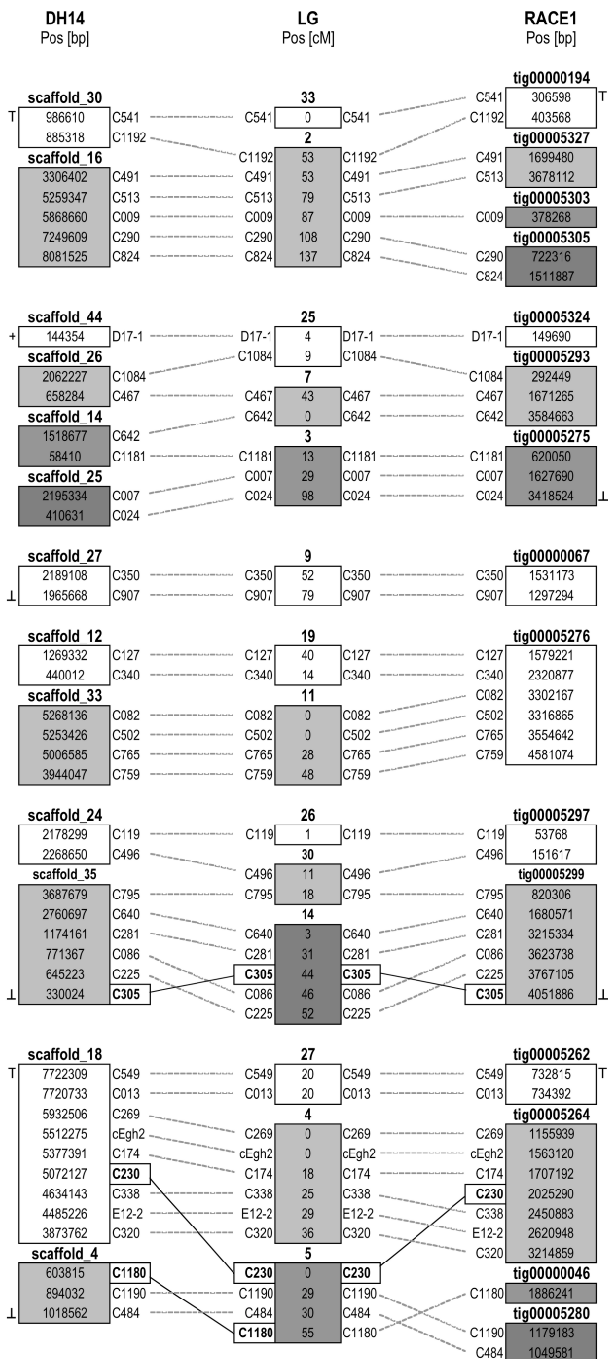 DH14 LG RACE1
Pos [bp] Pos [cM] Pos [bp]
tig00000194
scaffold_30 33 C541 306598 T
T 986610 C541 C541 0 C541 C1192 403568
885318 C1192 2 tig00005327
scaffold_16 C1192 53 C1192 C491 1699480
3306402 C491 C491 53 C491 C513 3678112
5259347 C513 C513 79 C513 tig00005303
5868660 C009 C009 87 C009 C009 378268
7249609 C290 C290 108 C290 tig00005305
8081525 C824 C824 137 C824 C290 722316
C824 1511887
scaffold_44 25 tig00005324
+ 144354 D17-1 D17-1 4 D17-1 D17-1 149690
scaffold_26 C1084 9 C1084 tig00005293
2062227 C1084 7 C1084 292449
658284 C467 C467 43 C467 C467 1671265
scaffold_14 C642 0 C642 C642 3584663
1518677 C642 3 tig00005275
58410 C1181 C1181 13 C1181 C1181 620050
scaffold_25 C007 29 C007 C007 1627690
2195334 C007 C024 98 C024 C024 3418524 ⊥
410631 C024
scaffold_27 9 tig00000067
2189108 C350 C350 52 C350 C350 1531173
⊥ 1965668 C907 C907 79 C907 C907 1297294
scaffold_12 19 tig00005276
1269332 C127 C127 40 C127 C127 1579221
440012 C340 C340 14 C340 C340 2320877
scaffold_33 11 C082 3302167
5268136 C082 C082 0 C082 C502 3316865
5253426 C502 C502 0 C502 C765 3554642
5006585 C765 C765 28 C765 C759 4581074
3944047 C759 C759 48 C759
scaffold_24 26 tig00005297
2178299 C119 C119 1 C119 C119 53768
2268650 C496 30 C496 151617
scaffold_35 C496 11 C496 tig00005299
3687679 C795 C795 18 C795 C795 820306
2760697 C640 14 C640 1680571
1174161 C281 C640 3 C640 C281 3215334
771367 C086 C281 31 C281 C086 3623738
645223 C225 C305 44 C305 C225 3767105
⊥ 330024 C305 C086 46 C086 C305 4051886 ⊥
C225 52 C225
scaffold_18 27 tig00005262
T 7722309 C549 C549 20 C549 C549 732815 T
7720733 C013 C013 20 C013 C013 734392
5932506 C269 4 tig00005264
5512275 cEgh2 C269 0 C269 C269 1155939
5377391 C174 cEgh2 0 cEgh2 cEgh2 1563120
5072127 C230 C174 18 C174 C174 1707192
4634143 C338 C338 25 C338 C230 2025290
4485226 E12-2 E12-2 29 E12-2 C338 2450883
3873762 C320 C320 36 C320 E12-2 2620948
scaffold_4 5 C320 3214859
603815 C1180 C230 0 C230 tig00000046
894032 C1190 C1190 29 C1190 C1180 1886241
⊥ 1018562 C484 C484 30 C484 tig00005280
C1180 55 C1180 C1190 1179183
C484 1049581